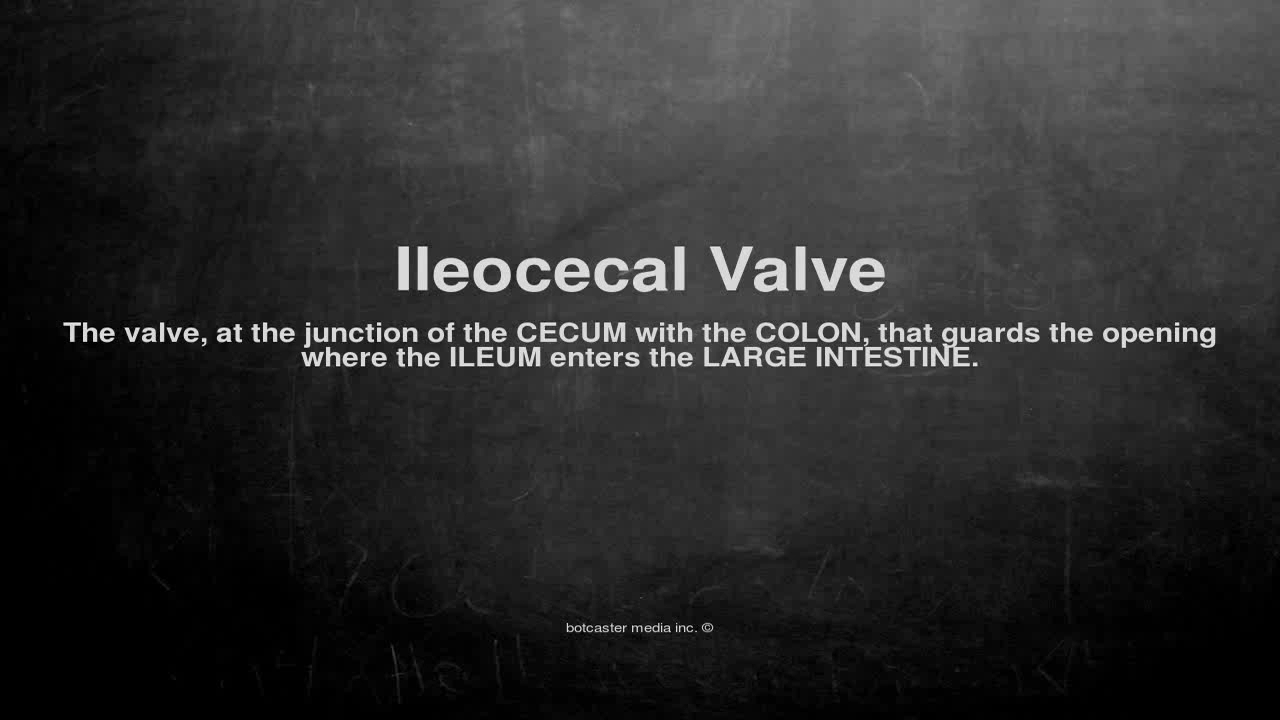 Ileocecal Valve
The valve, at the junction of the CECUM with the COLON, that guards the opening
where the ILEUM enters the LARGE INTESTINE.
botcaster media inc. ©